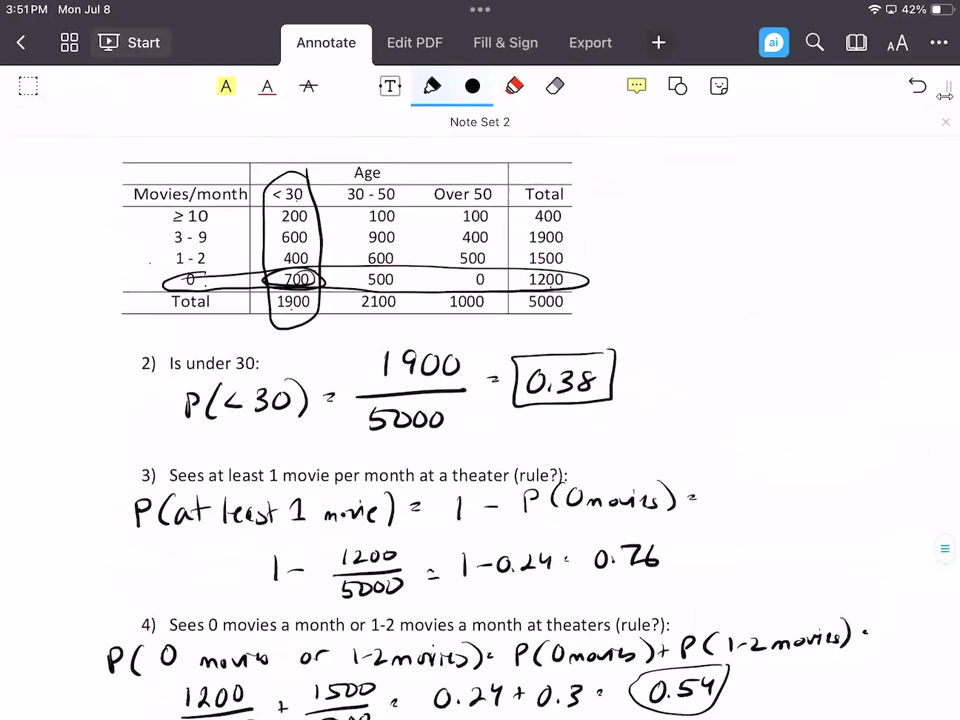 3:51 PM Mon Jul 8 42%
Start Annotate Edit PDF Fill & Sign Export + ai AA
A A A T
Note Set 2
Age
Movies/month < 30 30 - 50 Over 50 Total
≥ 10 200 100 100 400
3 - 9 600 900 400 1900
1 - 2 400 600 500 1500
0 700 500 0 1200
Total 1900 2100 1000 5000
2) Is under 30:
P(< 30) = 1900 / 5000 = 0.38
3) Sees at least 1 movie per month at a theater (rule?):
P(at least 1 movie) = 1 - P(0 movies) =
1 - 1200 / 5000 = 1 - 0.24 = 0.76
4) Sees 0 movies a month or 1-2 movies a month at theaters (rule?):
P( 0 movies or 1-2 movies) = P(0 movies) + P(1-2 movies) =
1200 + 1500 = 0.24 + 0.3 = 0.54